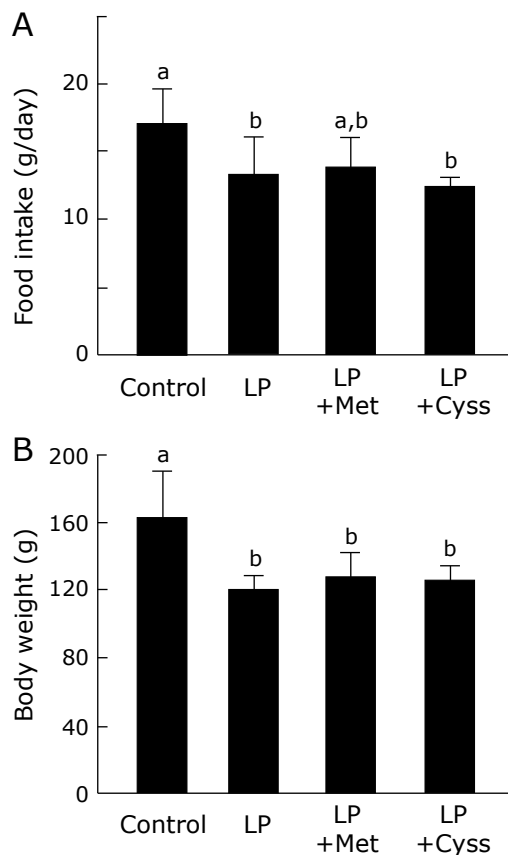 A
Food intake (g/day)
20
10
0
a
b
a,b
b
Control
LP
LP
+Met
LP
+Cyss
B
Body weight (g)
200
160
120
80
40
0
a
b
b
b
Control
LP
LP
+Met
LP
+Cyss